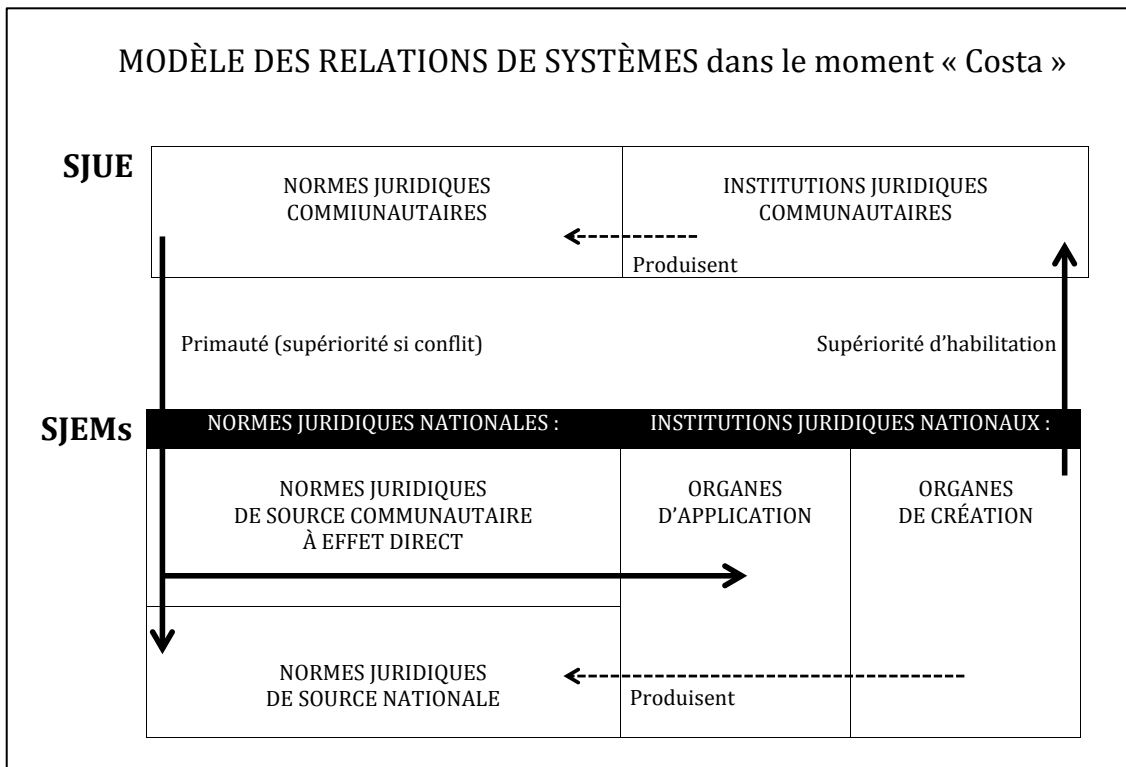 MODÈLE DES RELATIONS DE SYSTÈMES dans le moment « Costa »
SJUE
NORMES JURIDIQUES
COMMIUNAUTAIRES
INSTITUTIONS JURIDIQUES
COMMUNAUTAIRES
Produisent
Primauté (supériorité si conflit)
Supériorité d’habilitation
SJEMs
NORMES JURIDIQUES NATIONALES :
INSTITUTIONS JURIDIQUES NATIONAUX :
NORMES JURIDIQUES
DE SOURCE COMMUNAUTAIRE
À EFFET DIRECT
ORGANES
D’APPLICATION
ORGANES
DE CRÉATION
NORMES JURIDIQUES
DE SOURCE NATIONALE
Produisent